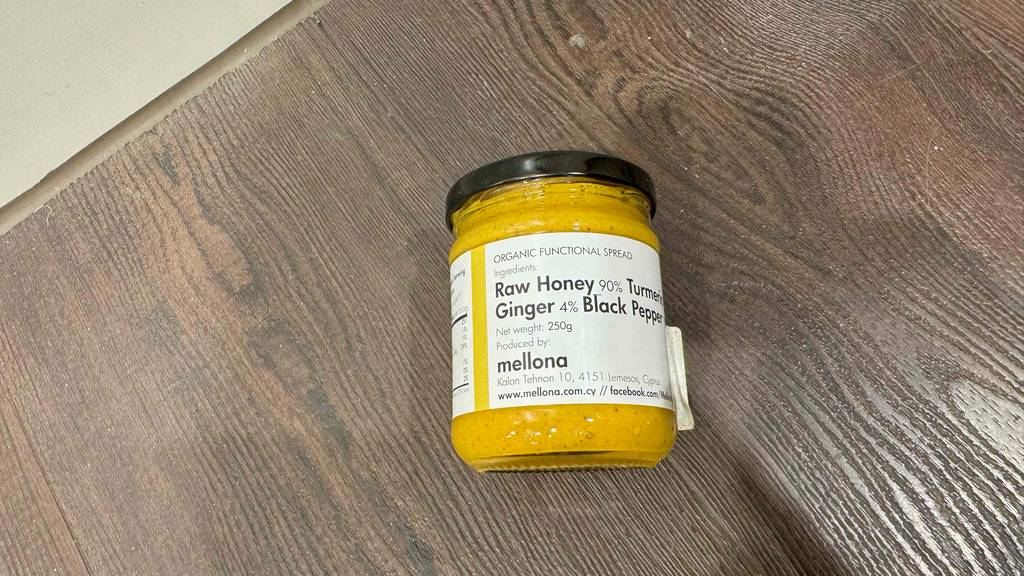 ORGANIC FUNCTIONAL SPREAD
Ingredients:
Raw Honey 90% Turmeric
Ginger 4% Black Pepper
Net weight: 250g
Produced by:
mellona
Kalon Tehnon 10, 4151 Lemesos, Cyprus
www.mellona.com.cy // facebook.com/